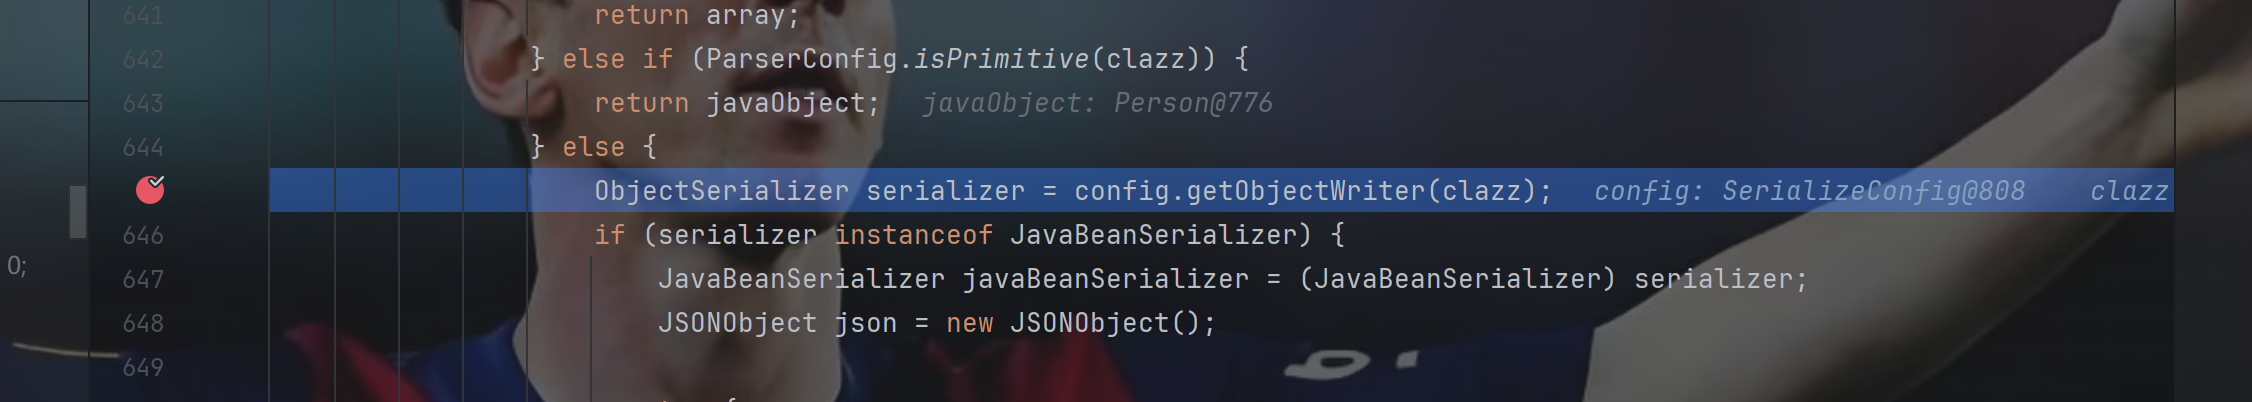 641 return array;
642 } else if (ParserConfig.isPrimitive(clazz)) {
643 return javaObject; javaObject: Person@776
644 } else {
ObjectSerializer serializer = config.getObjectWriter(clazz); config: SerializeConfig@808 clazz
646 if (serializer instanceof JavaBeanSerializer) {
0;
647 JavaBeanSerializer javaBeanSerializer = (JavaBeanSerializer) serializer;
648 JSONObject json = new JSONObject();
649